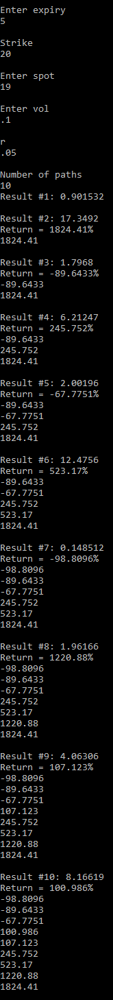 Enter expiry
5
Strike
20
Enter spot
19
Enter vol
.1
r
.05
Number of paths
10
Result #1: 0.901532
Result #2: 17.3492
Return = 1824.41%
1824.41
Result #3: 1.7968
Return = -89.6433%
-89.6433
1824.41
Result #4: 6.21247
Return = 245.752%
-89.6433
245.752
1824.41
Result #5: 2.00196
Return = -67.7751%
-89.6433
-67.7751
245.752
1824.41
Result #6: 12.4756
Return = 523.17%
-89.6433
-67.7751
245.752
523.17
1824.41
Result #7: 0.148512
Return = -98.8096%
-98.8096
-89.6433
-67.7751
245.752
523.17
1824.41
Result #8: 1.96166
Return = 1220.88%
-98.8096
-89.6433
-67.7751
245.752
523.17
1220.88
1824.41
Result #9: 4.06306
Return = 107.123%
-98.8096
-89.6433
-67.7751
107.123
245.752
523.17
1220.88
1824.41
Result #10: 8.16619
Return = 100.986%
-98.8096
-89.6433
-67.7751
100.986
107.123
245.752
523.17
1220.88
1824.41